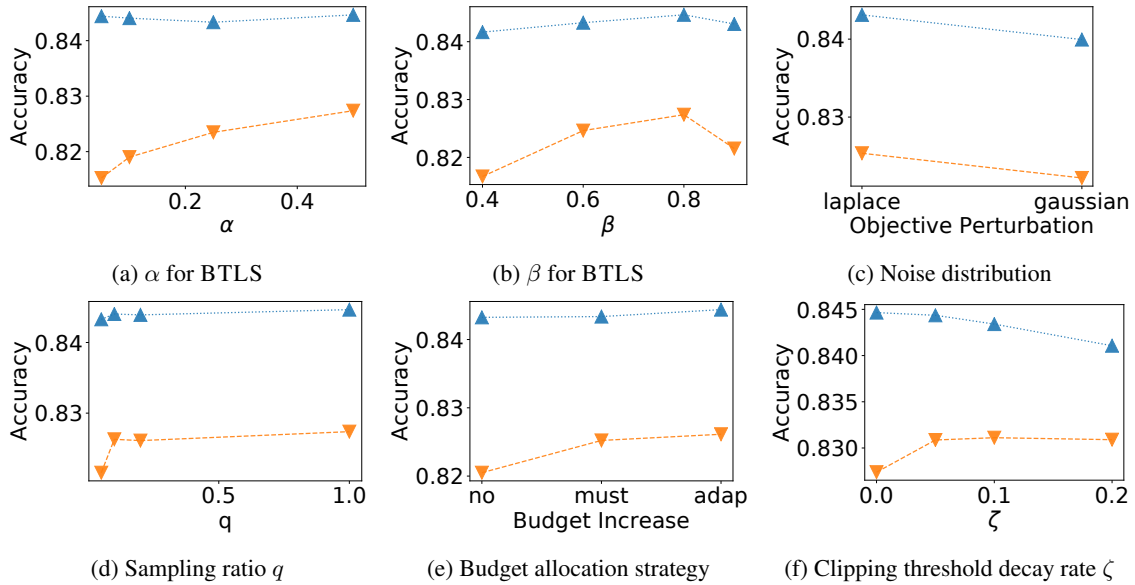 0.84
0.83
0.82
Accuracy
0.2
0.4
α
(a) α for BTLS
0.84
0.83
0.82
Accuracy
0.4
0.6
0.8
β
(b) β for BTLS
0.84
0.83
Accuracy
laplace
gaussian
Objective Perturbation
(c) Noise distribution
0.84
0.83
Accuracy
0.5
1.0
q
(d) Sampling ratio q
0.84
0.83
0.82
Accuracy
no
must
adap
Budget Increase
(e) Budget allocation strategy
0.845
0.840
0.835
0.830
Accuracy
0.0
0.1
0.2
ζ
(f) Clipping threshold decay rate ζ